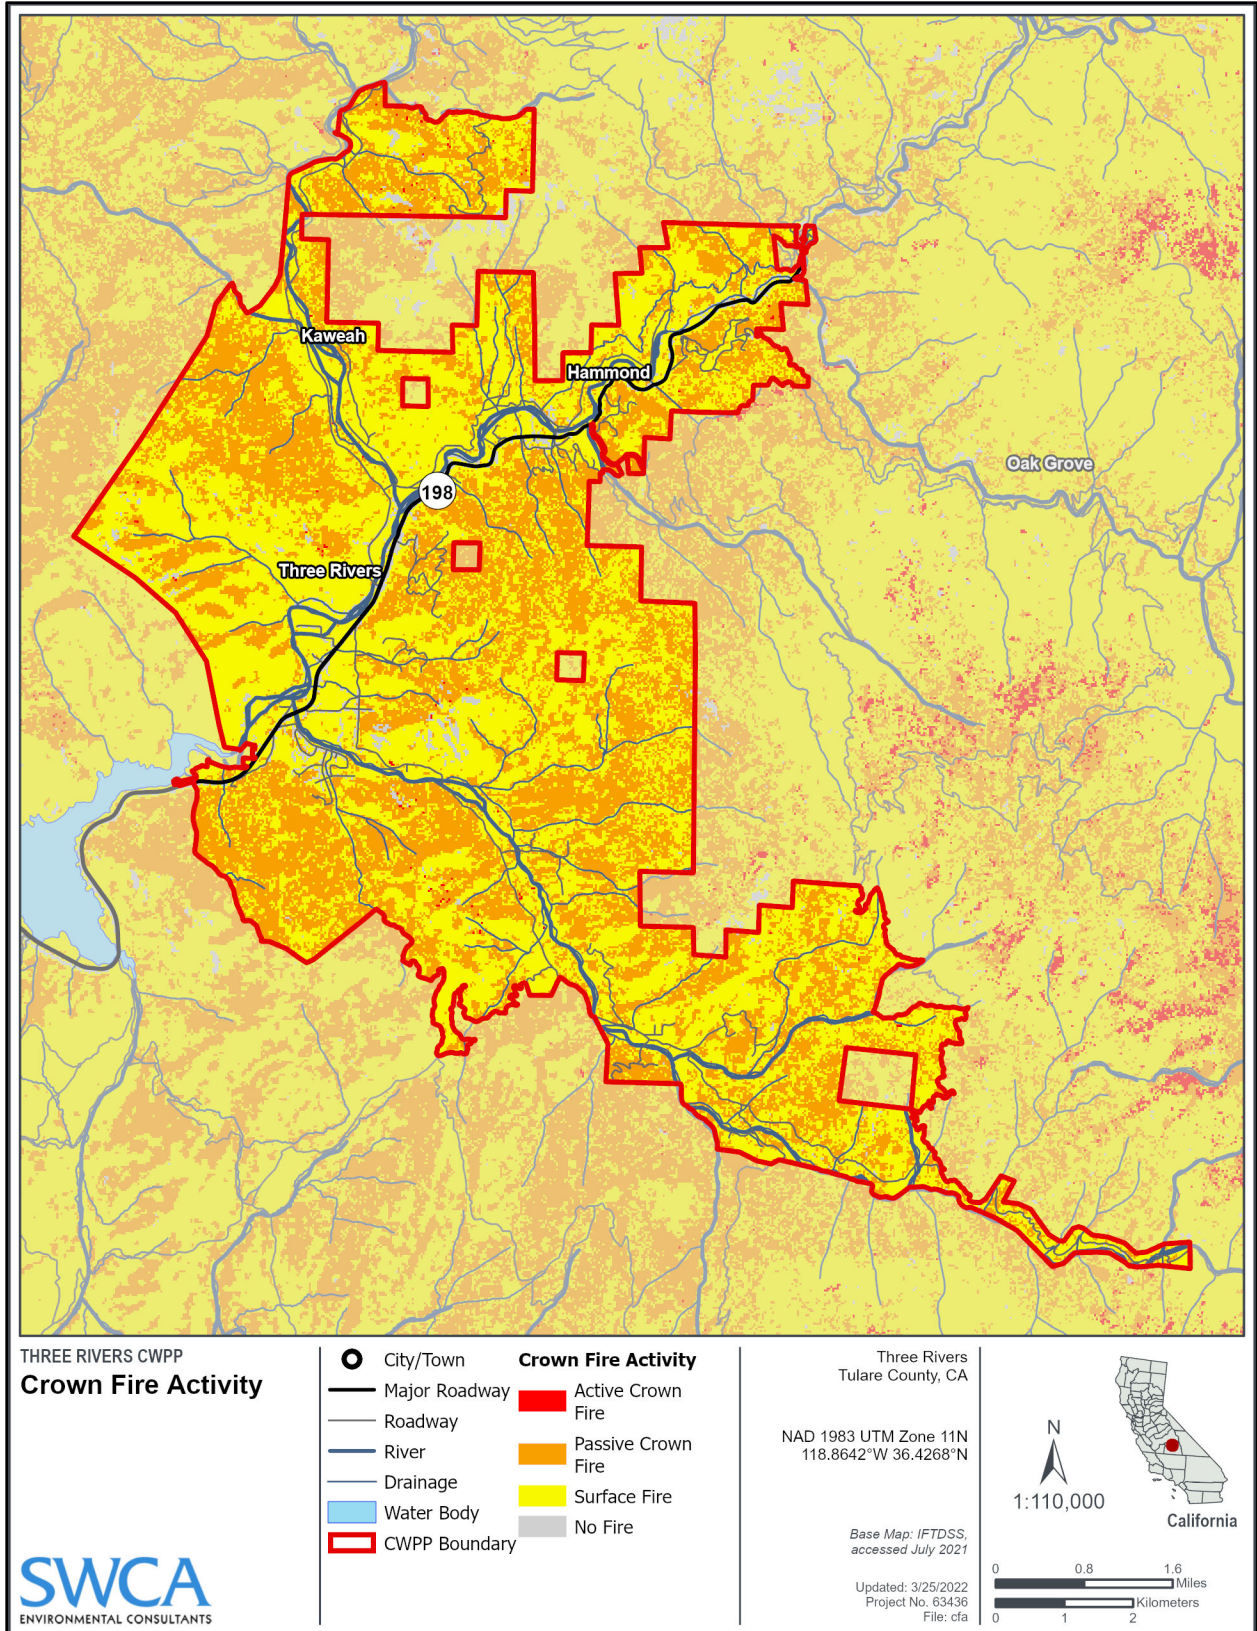 Kaweah
Hammond
Oak Grove
198
Three Rivers
THREE RIVERS CWPP
Crown Fire Activity
SWCA
ENVIRONMENTAL CONSULTANTS
City/Town
Major Roadway
Roadway
River
Drainage
Water Body
CWPP Boundary
Crown Fire Activity
Active Crown
Fire
Passive Crown
Fire
Surface Fire
No Fire
Three Rivers
Tulare County, CA
NAD 1983 UTM Zone 11N
118.8642°W 36.4268°N
Base Map: IFTDSS,
accessed July 2021
Updated: 3/25/2022
Project No. 63436
File: cfa
N
1:110,000
California
0 0.8 1.6
Miles
Kilometers
0 1 2